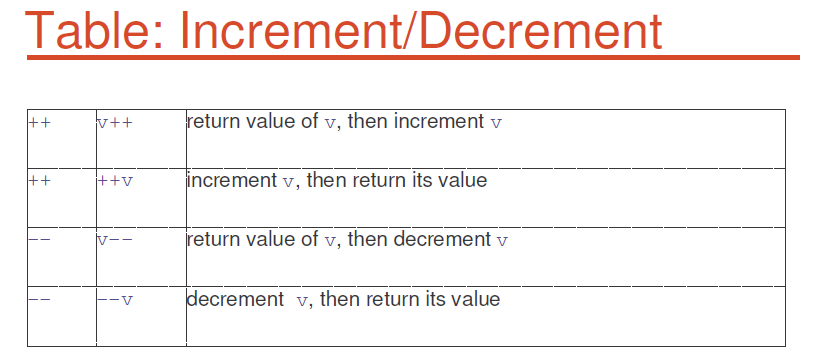 Table: Increment/Decrement
++ v++ return value of v, then increment v
++ ++v increment v, then return its value
-- v-- return value of v, then decrement v
-- --v decrement v, then return its value